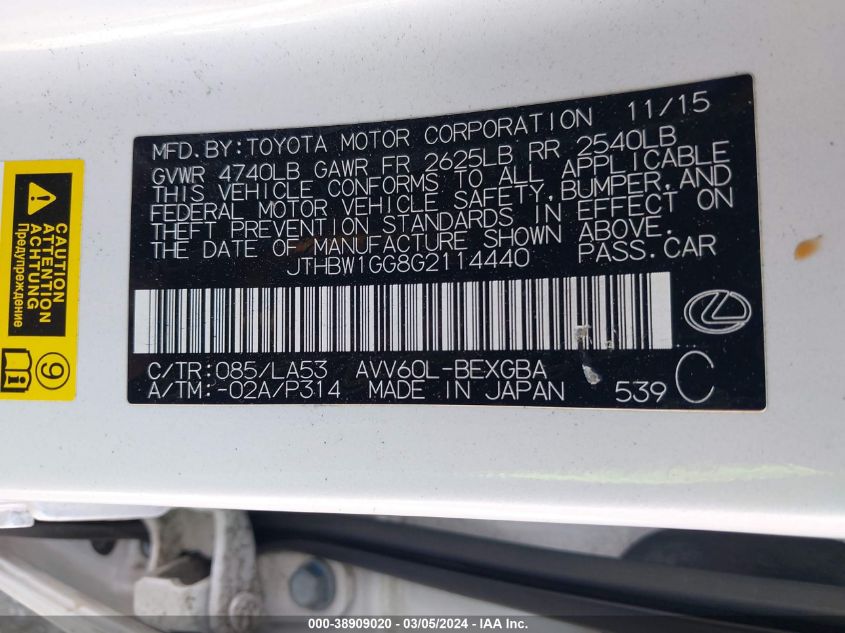 MFD. BY: TOYOTA MOTOR CORPORATION 11/15
GVWR 4740LB GAWR FR 2625LB RR 2540LB
THIS VEHICLE CONFORMS TO ALL APPLICABLE
FEDERAL MOTOR VEHICLE SAFETY, BUMPER, AND
THEFT PREVENTION STANDARDS IN EFFECT ON
THE DATE OF MANUFACTURE SHOWN ABOVE.
JTHBW1GG8G2114440 PASS. CAR
C/TR: 085/LA53 AVV60L-BEXGBA
A/TM: -02A/P314 MADE IN JAPAN 539 C
CAUTION
ATTENTION
ACHTUNG
Предупреждение
9
000-38909020 / 03/05/2024 - IAA Inc.